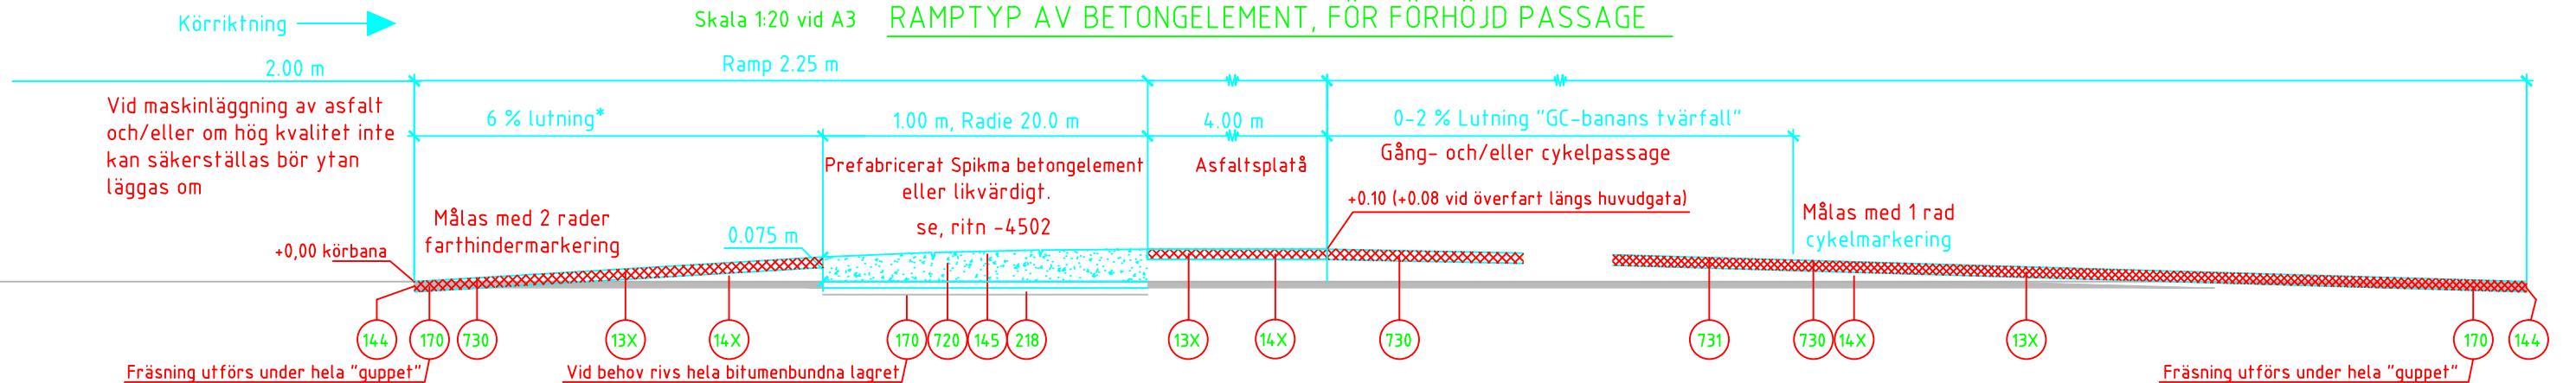 Körriktning
Skala 1:20 vid A3
RAMPTYP AV BETONGELEMENT, FÖR FÖRHÖJD PASSAGE
2.00 m
Ramp 2.25 m
Vid maskinläggning av asfalt
och/eller om hög kvalitet inte
kan säkerställas bör ytan
läggas om
6 % lutning*
1.00 m, Radie 20.0 m
4.00 m
0-2 % Lutning "GC-banans tvärfall"
Prefabricerat Spikma betongelement
eller likvärdigt.
se, ritn -4502
Asfaltsplatå
Gång- och/eller cykelpassage
+0.10 (+0.08 vid överfart längs huvudgata)
Målas med 2 rader
farthindermarkering
Målas med 1 rad
cykelmarkering
+0,00 körbana
0.075 m
144 170 730 13X 14X 170 720 145 218 13X 14X 730 731 730 14X 13X 170 144
Fräsning utförs under hela "guppet"
Vid behov rivs hela bitumenbundna lagret
Fräsning utförs under hela "guppet"